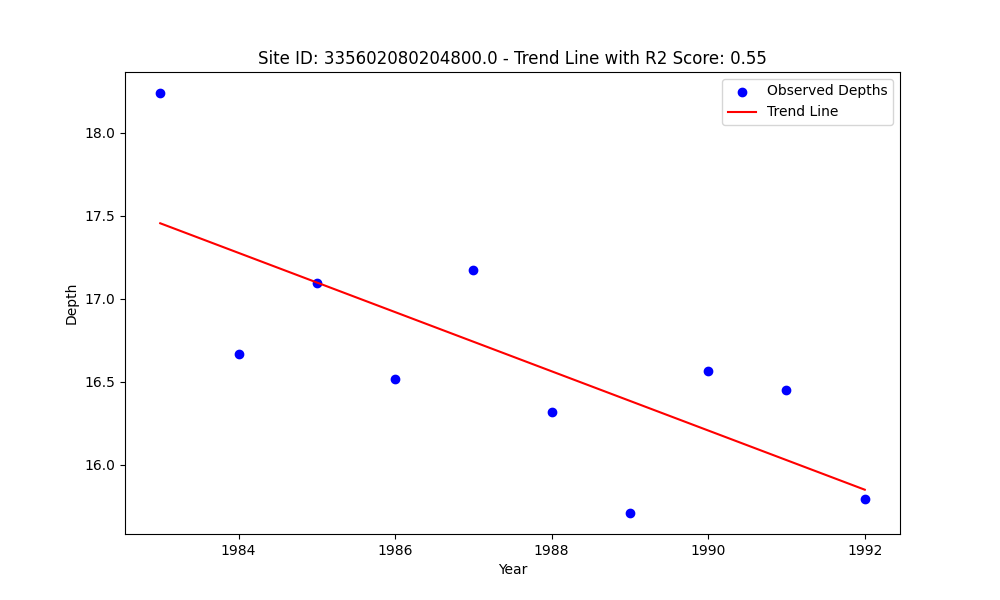 Site ID: 335602080204800.0 - Trend Line with R2 Score: 0.55
Observed Depths
Trend Line
18.0
17.5
17.0
16.5
16.0
Depth
1984
1986
1988
1990
1992
Year